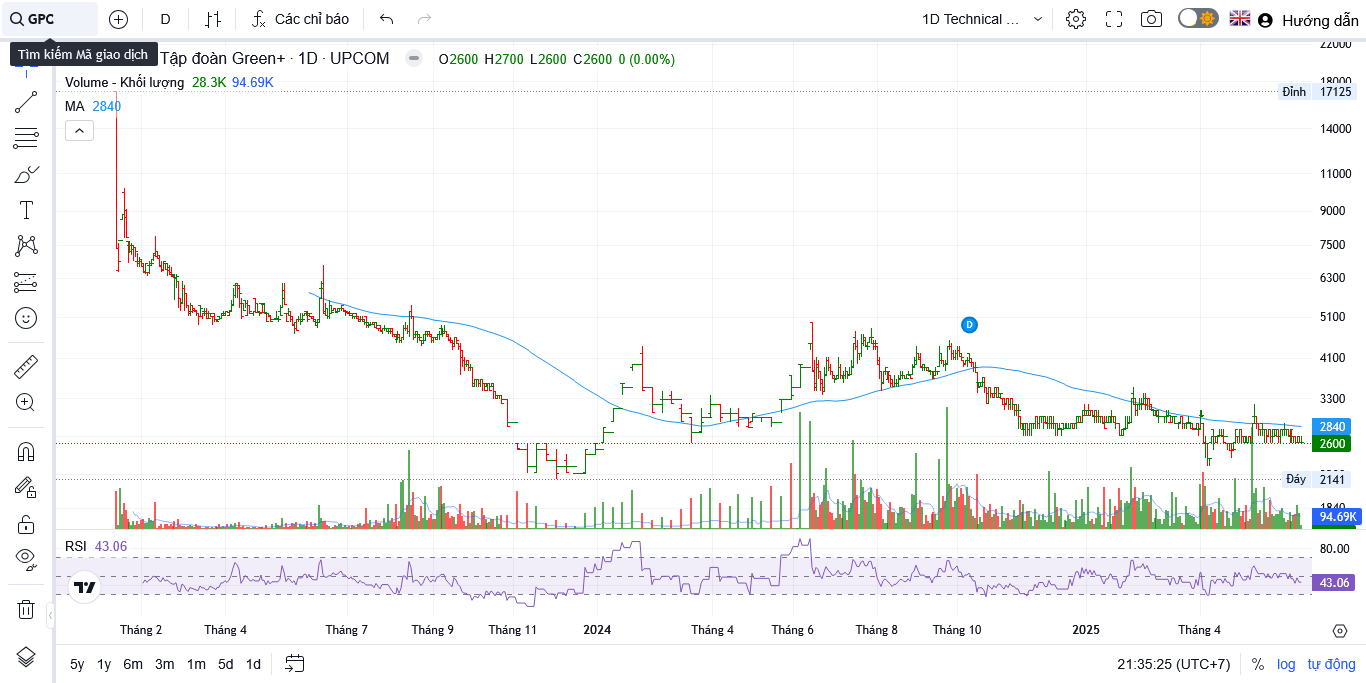 GPC
D
Các chỉ báo
1D Technical ...
Hướng dẫn
Tìm kiếm Mã giao dịch
Tập đoàn Green+ · 1D · UPCOM
O2600 H2700 L2600 C2600 0 (0.00%)
Volume - Khối lượng 28.3K 94.69K
MA 2840
22000
18000
Đỉnh 17125
14000
11000
9000
7500
6300
5100
4100
3300
2840
2600
Đáy 2141
1840
94.69K
D
RSI 43.06
80.00
43.06
Tháng 2 Tháng 4 Tháng 7 Tháng 9 Tháng 11 2024 Tháng 4 Tháng 6 Tháng 8 Tháng 10 2025 Tháng 4
5y 1y 6m 3m 1m 5d 1d
21:35:25 (UTC+7) % log tự động